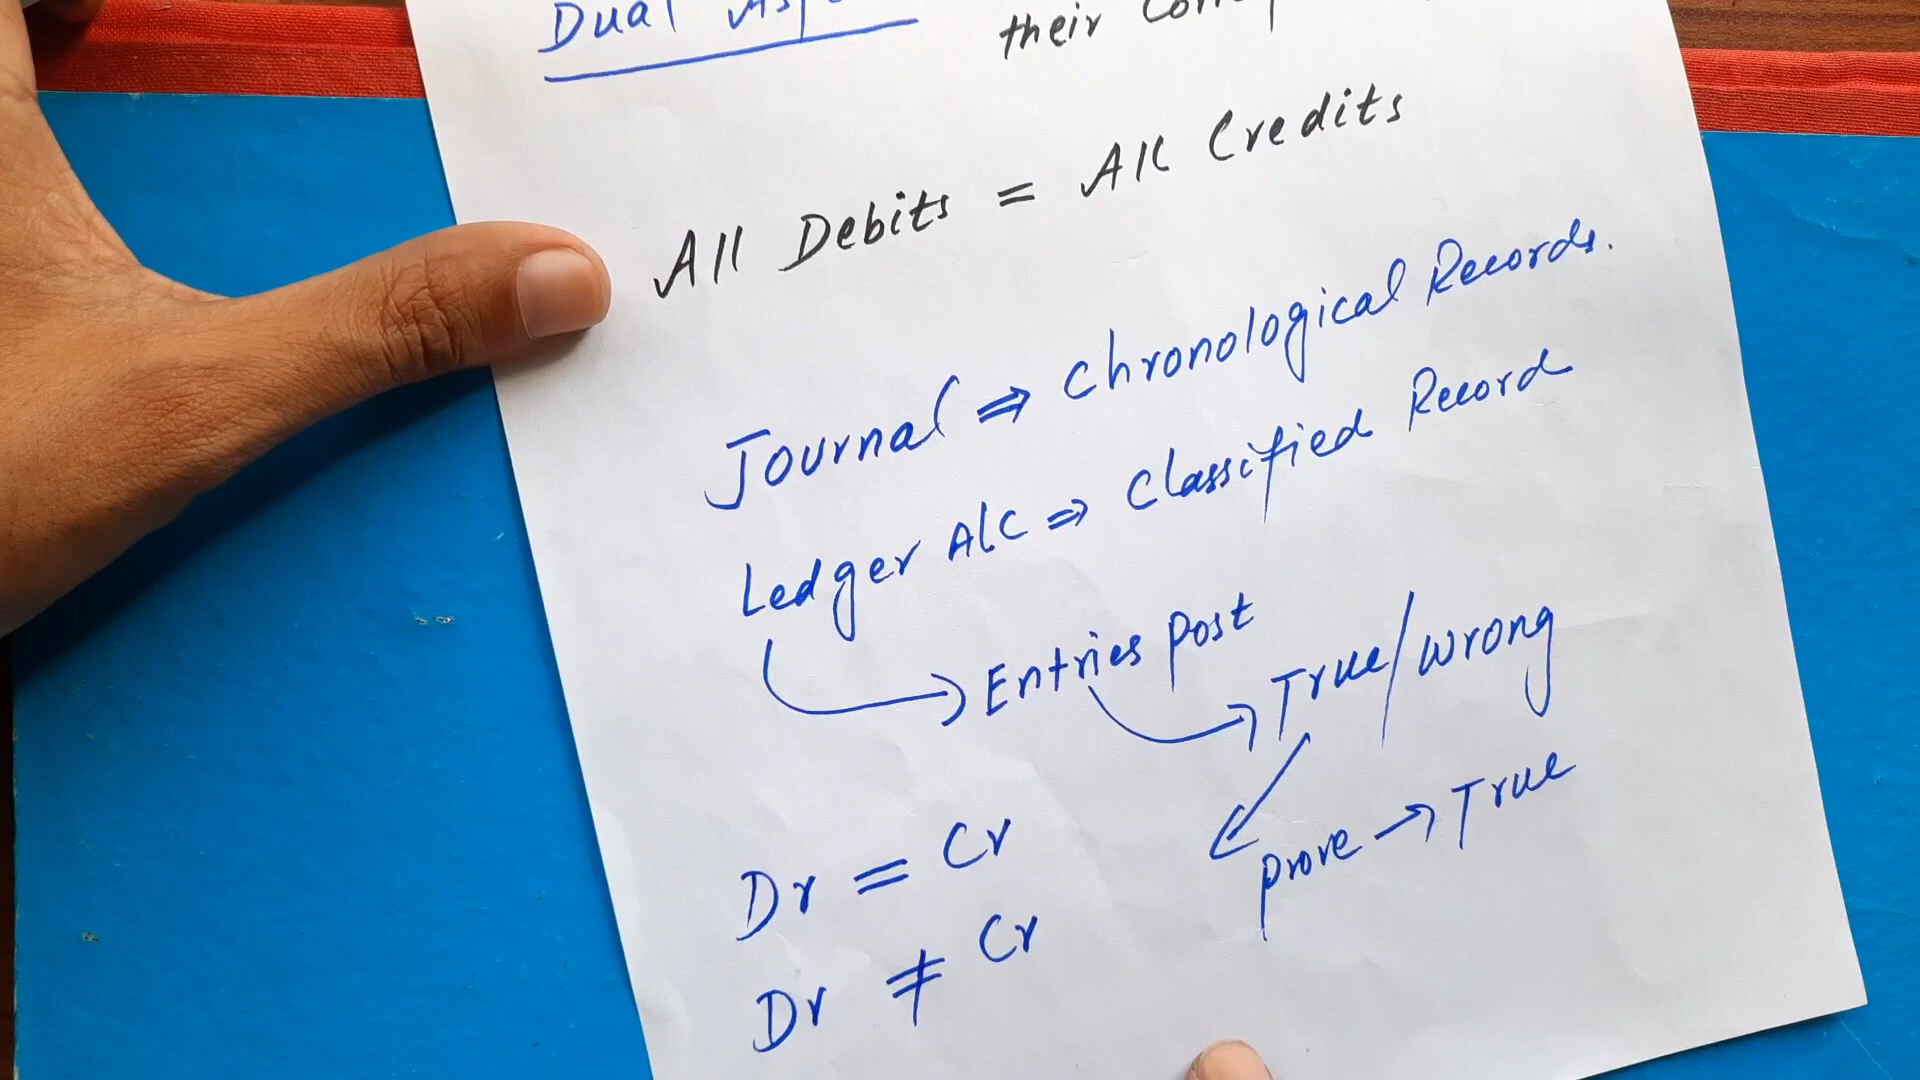 Dual
their
All Debits = All Credits
Journal ⇒ Chronological Records.
Ledger A/C ⇒ Classified Record
→ Entries Post
→ True/wrong
prove → True
Dr = Cr
Dr ≠ Cr